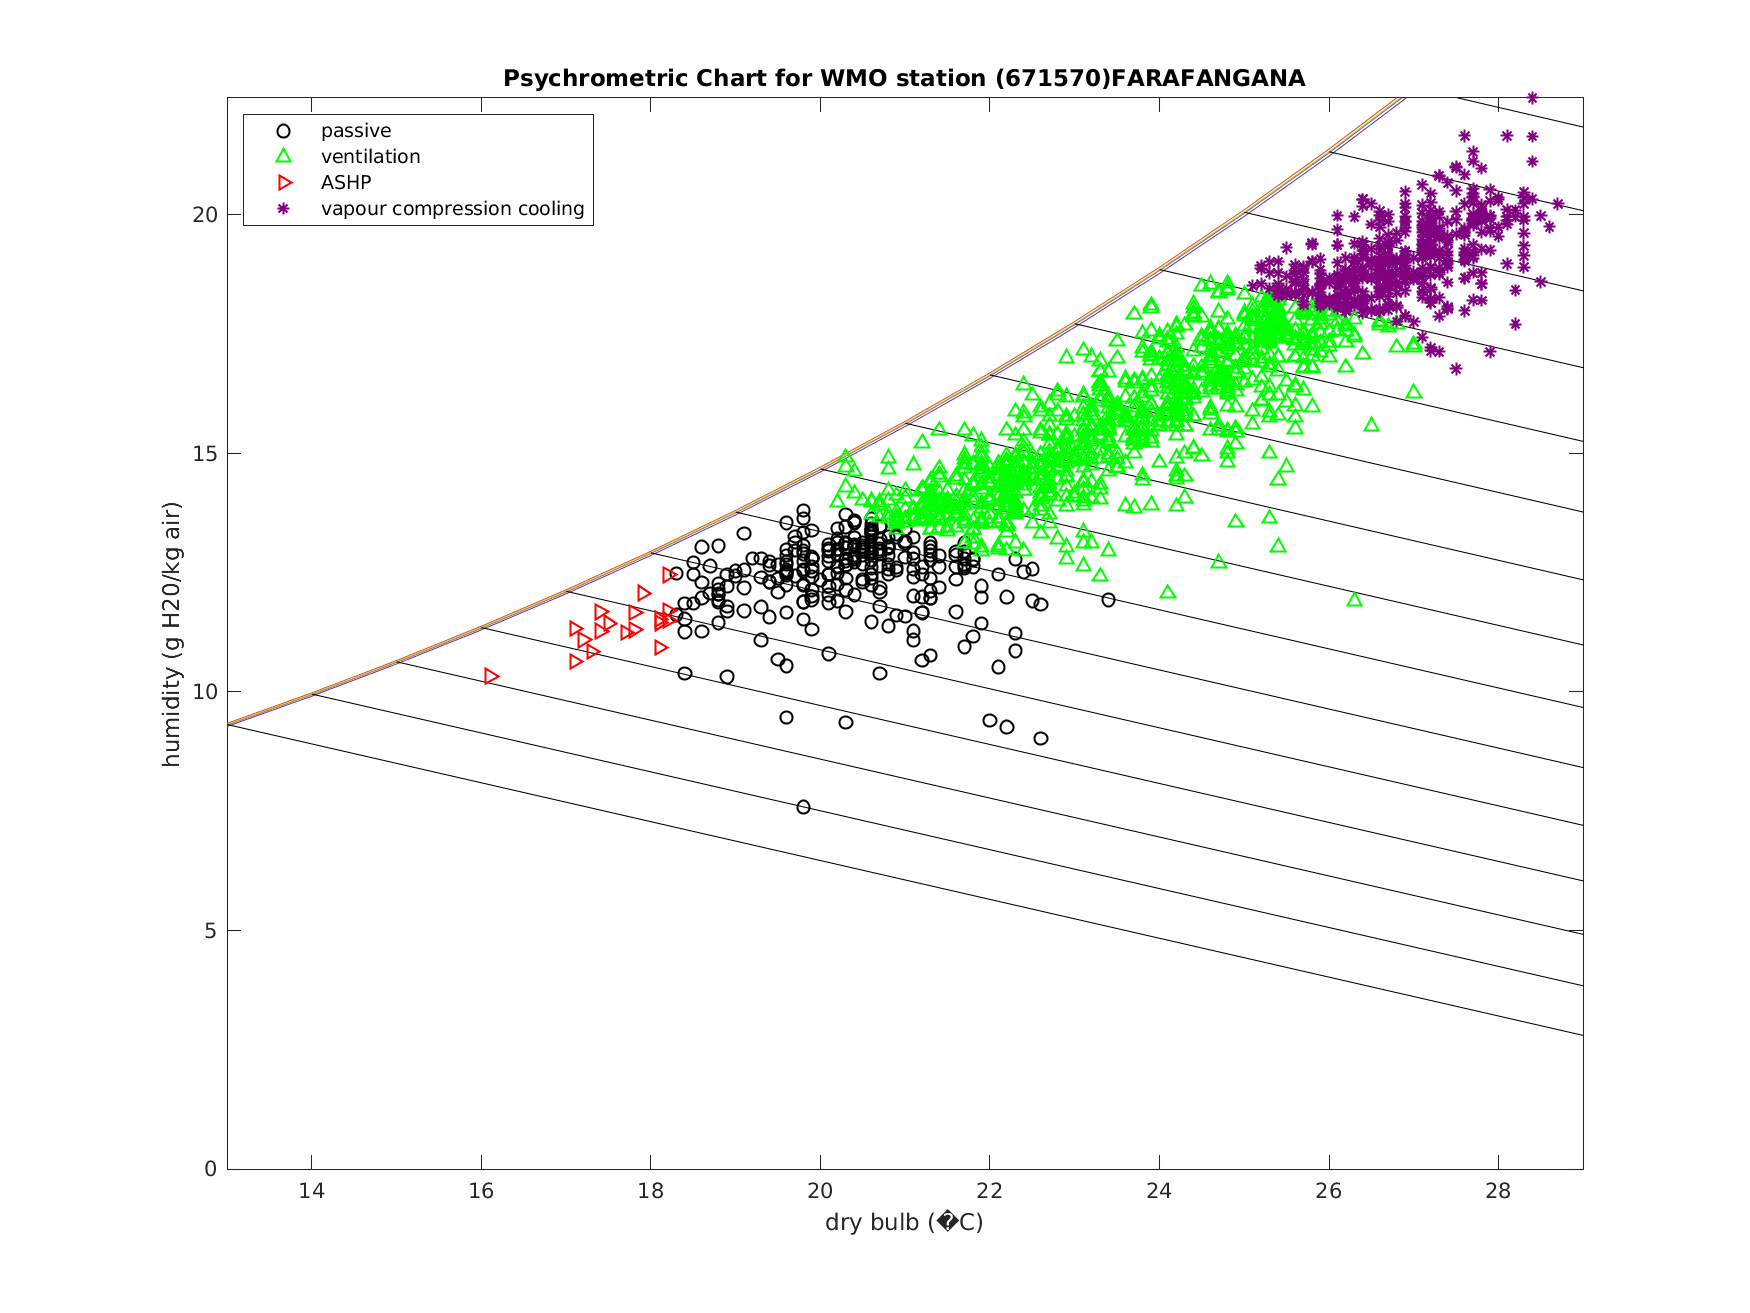 Psychrometric Chart for WMO station (671570)FARAFANGANA
passive
ventilation
ASHP
vapour compression cooling
humidity (g H20/kg air)
20
15
10
5
0
14 16 18 20 22 24 26 28
dry bulb (�C)